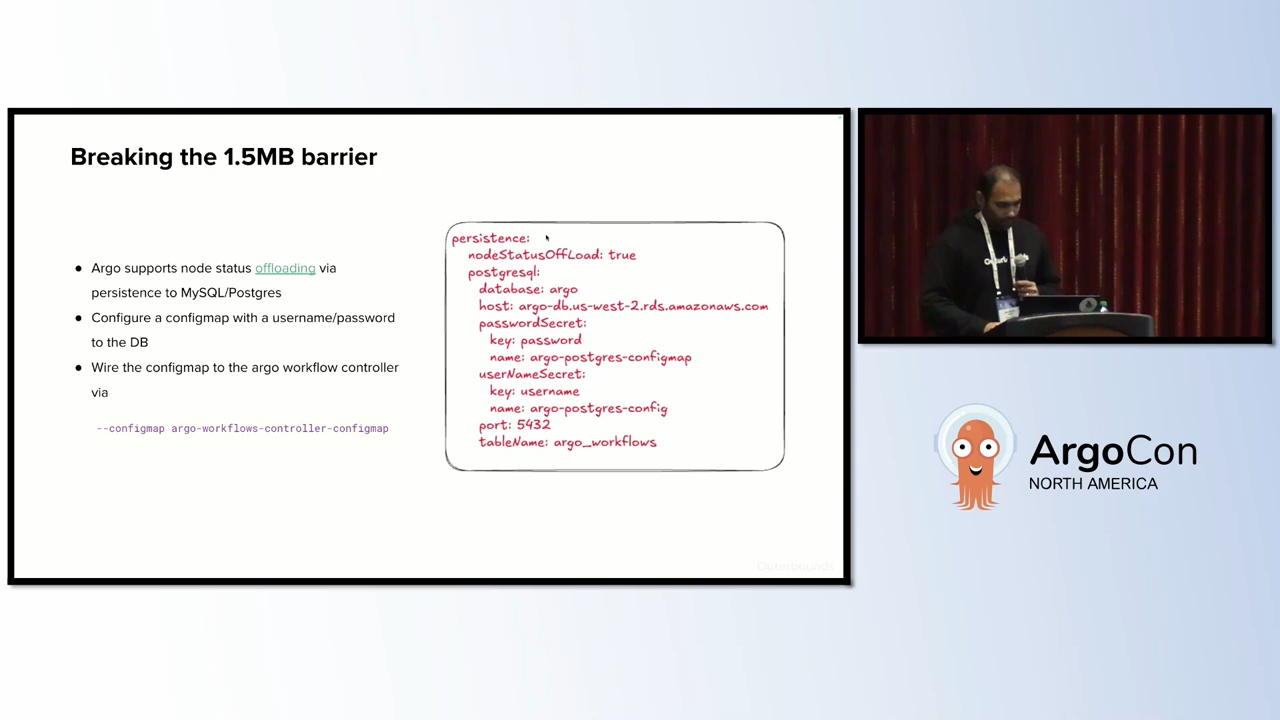 Breaking the 1.5MB barrier
● Argo supports node status offloading via
persistence to MySQL/Postgres
● Configure a configmap with a username/password
to the DB
● Wire the configmap to the argo workflow controller
via
--configmap argo-workflows-controller-configmap
persistence:
nodeStatusOffLoad: true
postgresql:
database: argo
host: argo-db.us-west-2.rds.amazonaws.com
passwordSecret:
key: password
name: argo-postgres-configmap
userNameSecret:
key: username
name: argo-postgres-config
port: 5432
tableName: argo_workflows
Outerbounds
ArgoCon
NORTH AMERICA